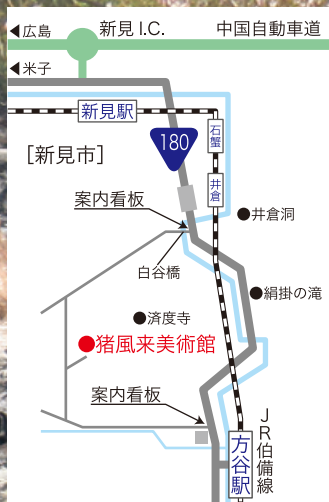 ◀広島
新見 I.C.
中国自動車道
◀米子
新見駅
石蟹
180
[新見市]
井倉
案内看板
井倉洞
白谷橋
絹掛の滝
済度寺
猪風来美術館
案内看板
方谷駅
JR伯備線